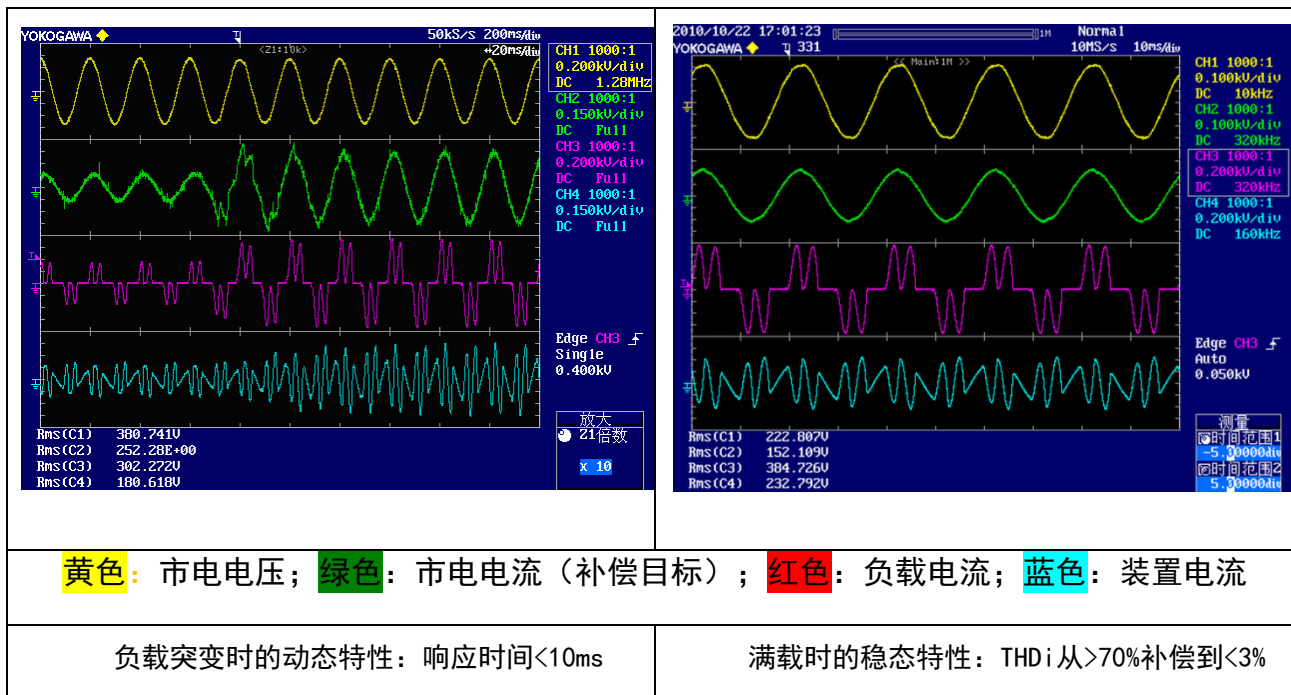 YOKOGAWA
50kS/s 200ms/div
<<Z1:10k>>
20ms/div
CH1 1000:1
0.200kV/div
DC 1.28MHz
CH2 1000:1
0.150kV/div
DC Full
CH3 1000:1
0.200kV/div
DC Full
CH4 1000:1
0.150kV/div
DC Full
Edge CH3
Single
0.400kV
放大
Z1倍数
x 10
Rms(C1) 380.741V
Rms(C2) 252.28E+00
Rms(C3) 302.272V
Rms(C4) 180.618V
2010/10/22 17:01:23
1M
Normal
YOKOGAWA
331
10MS/s 10ms/div
<< Main:1M >>
CH1 1000:1
0.100kV/div
DC 10kHz
CH2 1000:1
0.100kV/div
DC 320kHz
CH3 1000:1
0.200kV/div
DC 320kHz
CH4 1000:1
0.200kV/div
DC 160kHz
Edge CH3
Auto
0.050kV
测量
时间范围1
-5.00000div
时间范围2
5.00000div
Rms(C1) 222.807V
Rms(C2) 152.109V
Rms(C3) 384.726V
Rms(C4) 232.792V
黄色：市电电压；绿色：市电电流（补偿目标）；红色：负载电流；蓝色：装置电流
负载突变时的动态特性：响应时间<10ms
满载时的稳态特性：THDi从>70%补偿到<3%